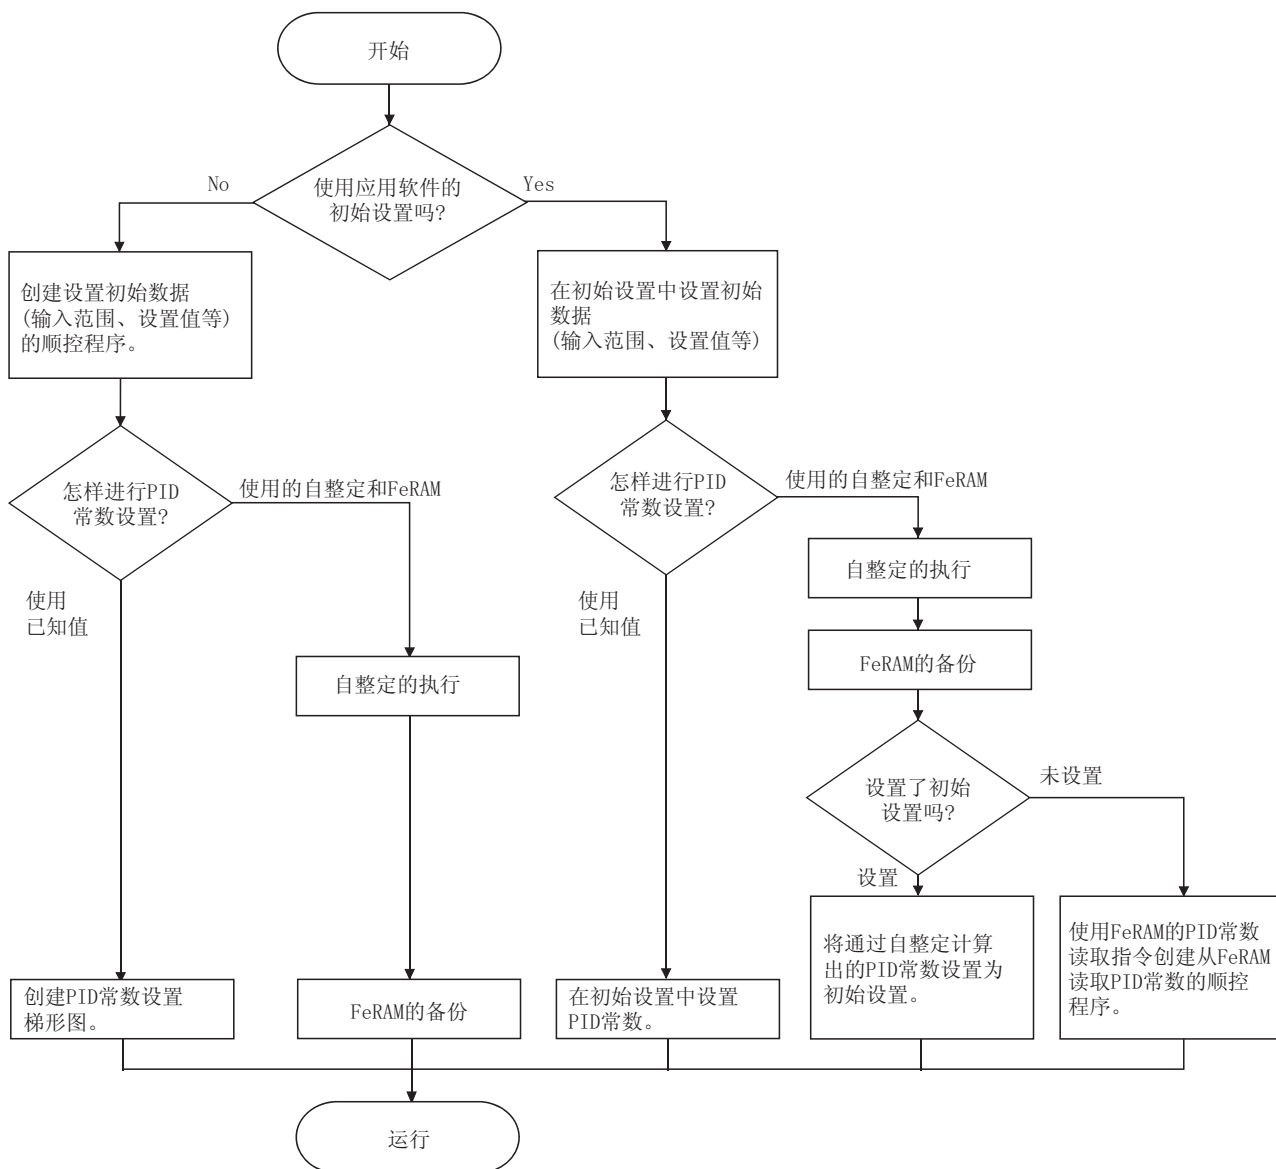 开始
使用应用软件的
初始设置吗?
No
Yes
创建设置初始数据
(输入范围、设置值等)
的顺控程序。
在初始设置中设置初始
数据
(输入范围、设置值等)
怎样进行PID
常数设置?
使用的自整定和FeRAM
怎样进行PID
常数设置?
使用的自整定和FeRAM
自整定的执行
使用
已知值
使用
已知值
FeRAM的备份
自整定的执行
设置了初始
设置吗?
未设置
设置
将通过自整定计算
出的PID常数设置为
初始设置。
使用FeRAM的PID常数
读取指令创建从FeRAM
读取PID常数的顺控
程序。
创建PID常数设置
梯形图。
FeRAM的备份
在初始设置中设置
PID常数。
运行